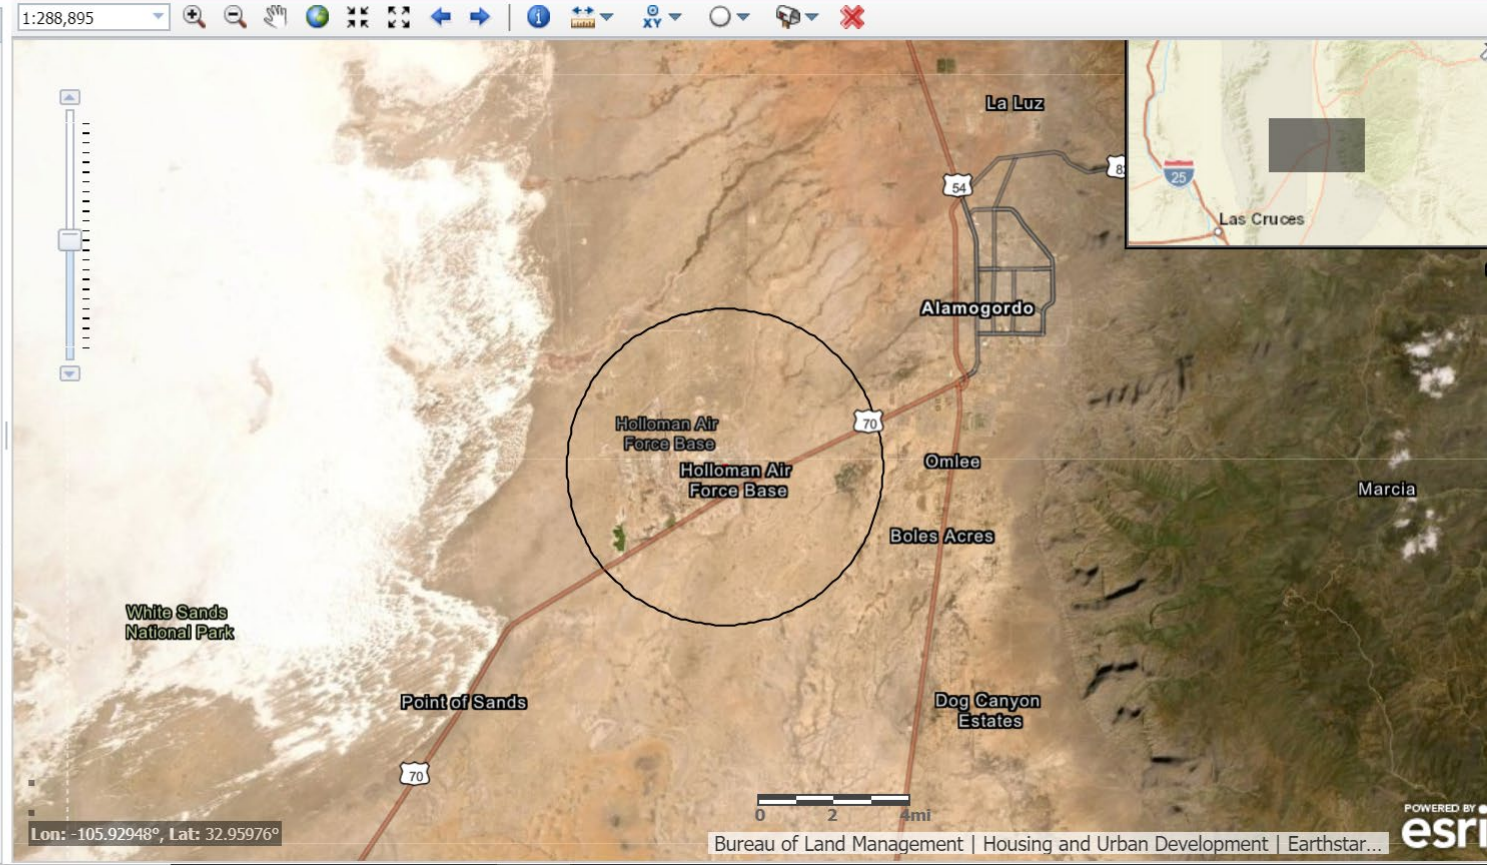 1:288,895
XY
La Luz
54
25
Las Cruces
Alamogordo
70
Holloman Air
Force Base
Holloman Air
Force Base
Omlee
Marcia
Boles Acres
White Sands
National Park
Point of Sands
Dog Canyon
Estates
70
0 2 4mi
Lon: -105.92948°, Lat: 32.95976°
POWERED BY
esri
Bureau of Land Management | Housing and Urban Development | Earthstar...